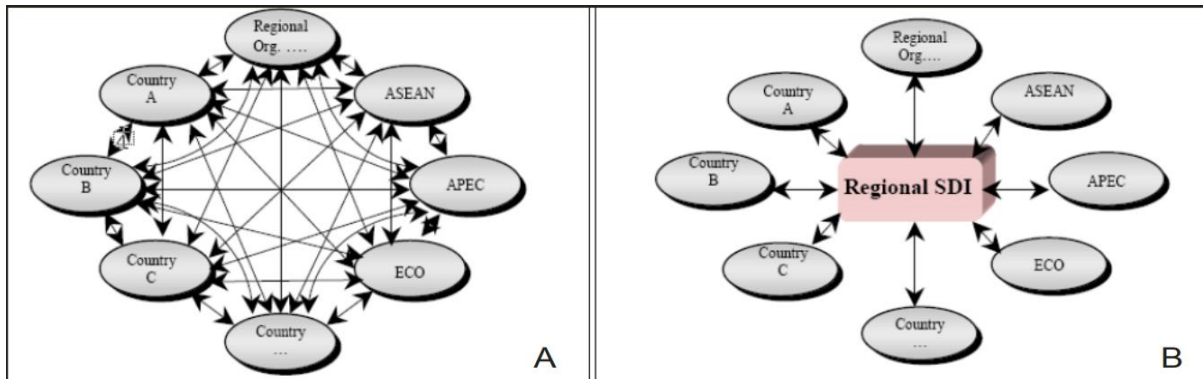 Regional
Org. ....
Country
A
ASEAN
Country
B
APEC
Country
C
ECO
Country
...
A
Regional
Org....
Country
A
ASEAN
Country
B
Regional SDI
APEC
Country
C
ECO
Country
...
B